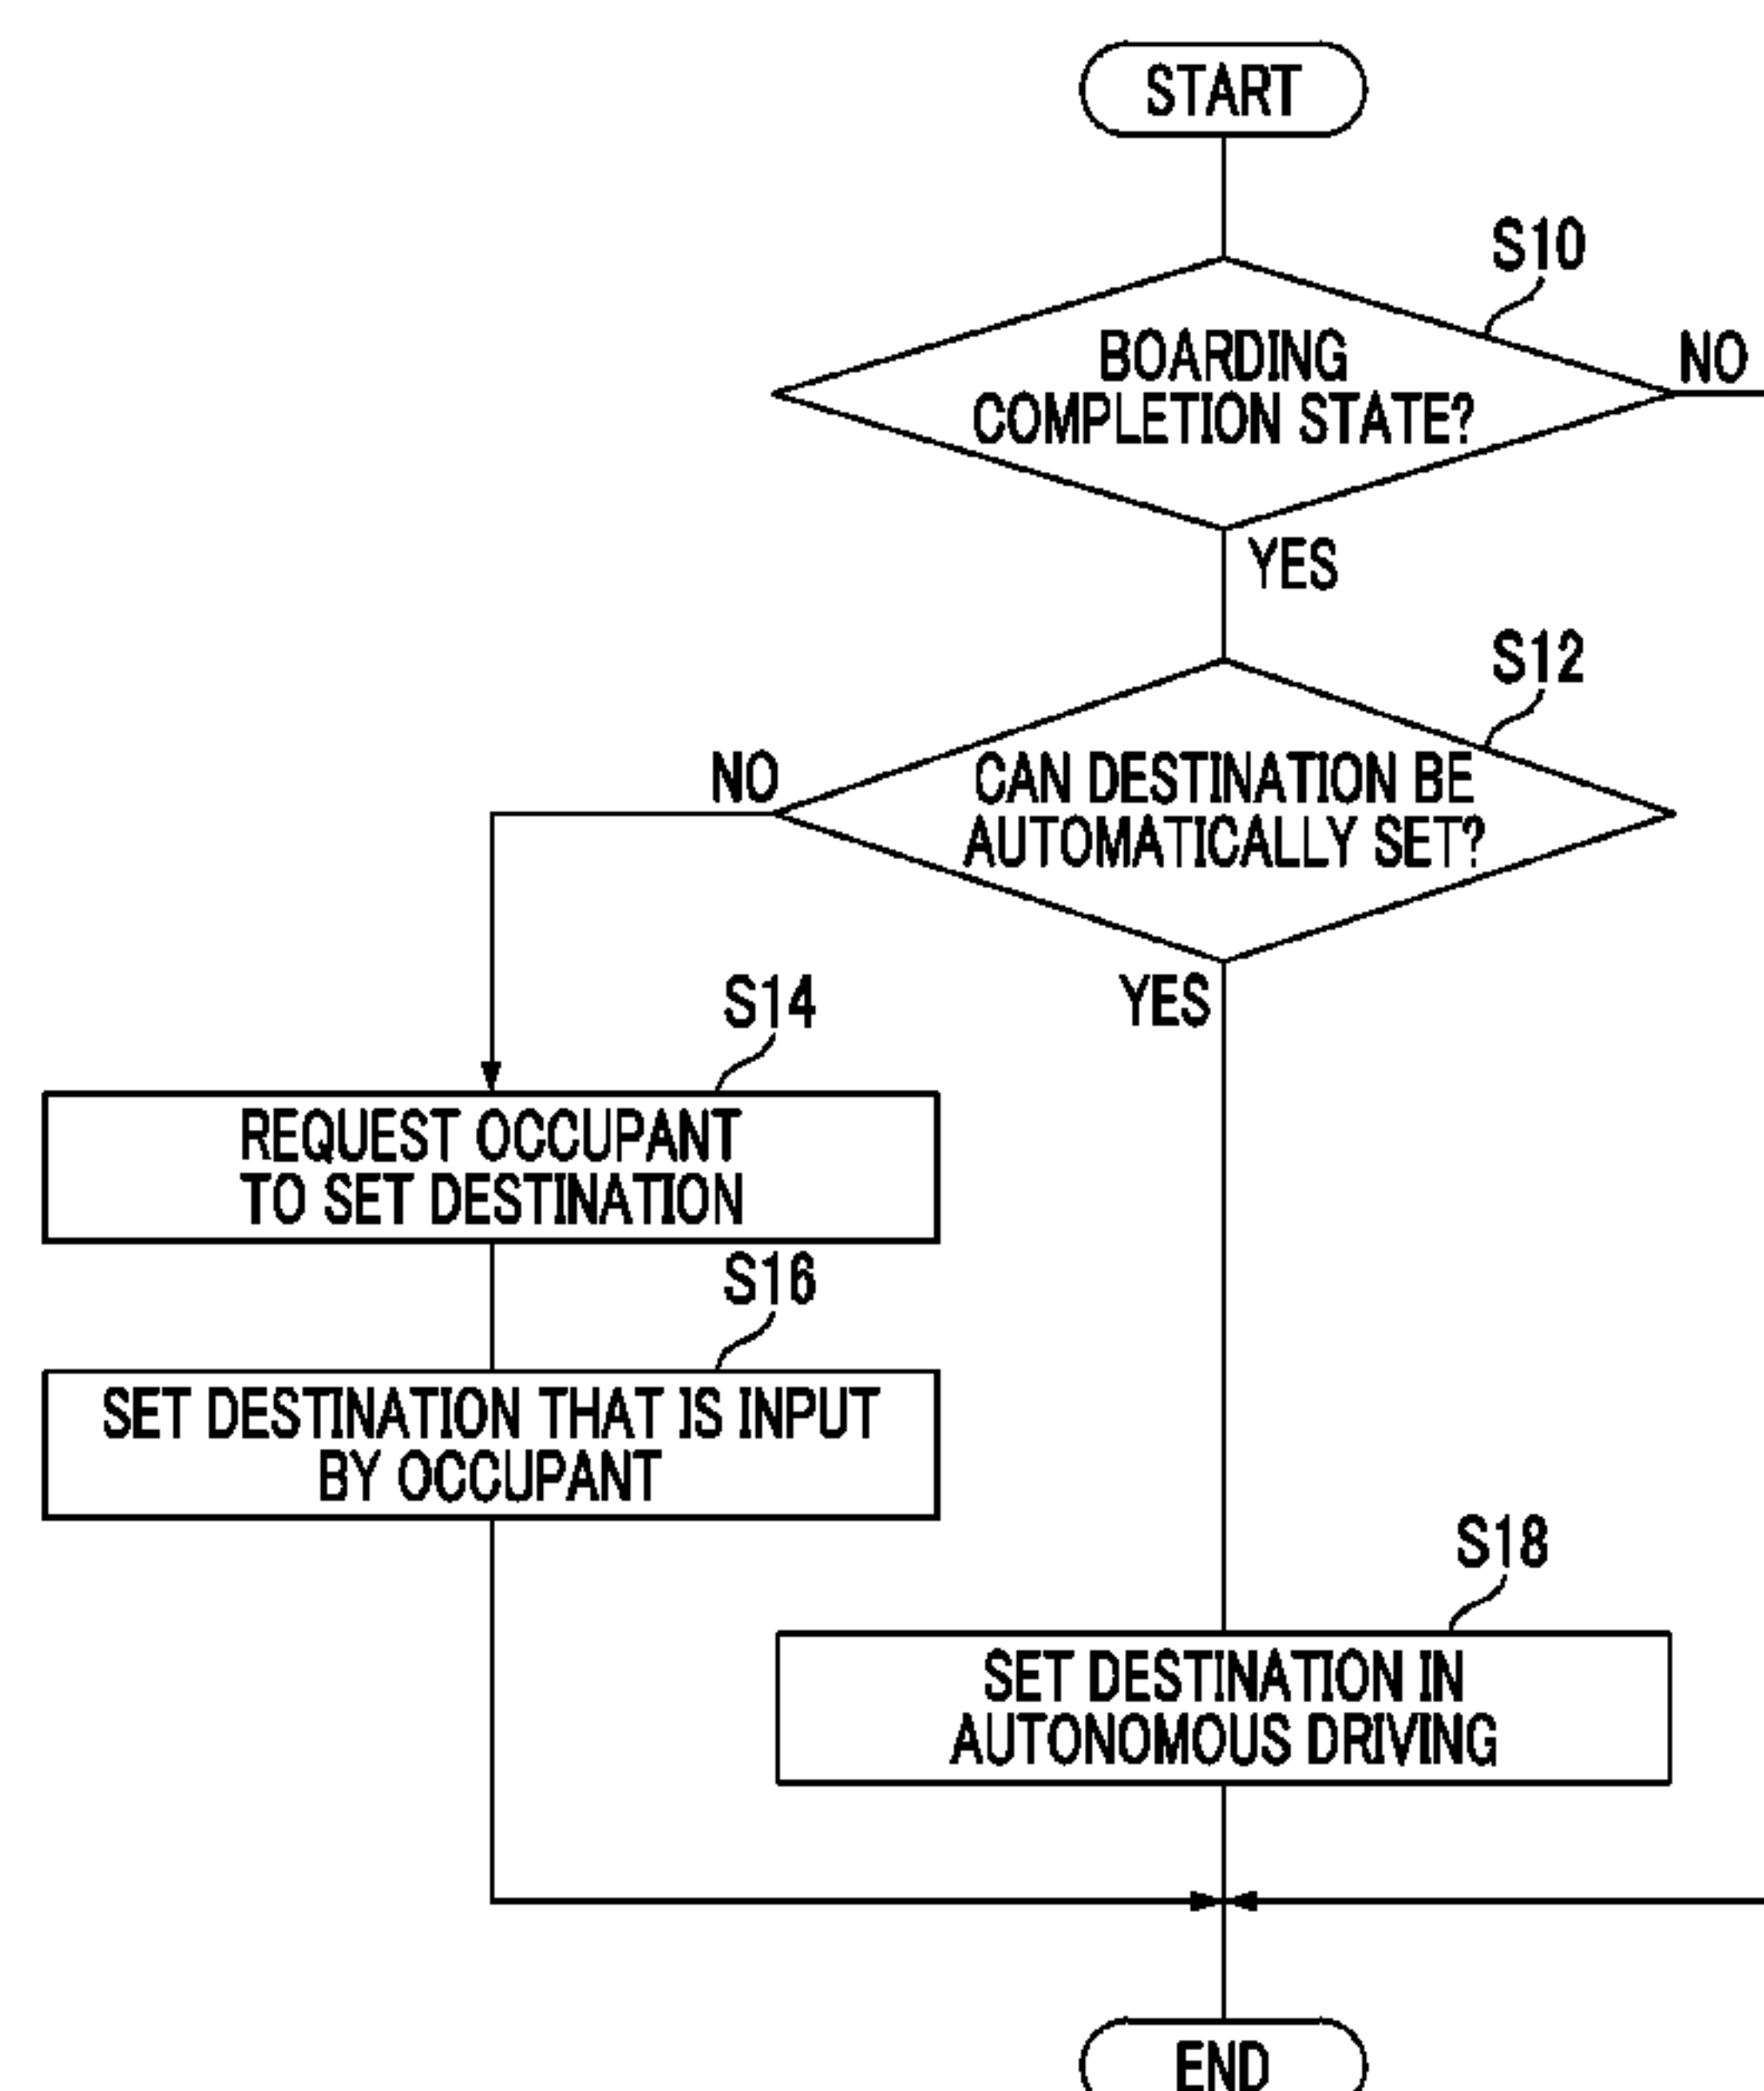 START
S10
BOARDING
COMPLETION STATE?
NO
YES
S12
NO
CAN DESTINATION BE
AUTOMATICALLY SET?
YES
S14
REQUEST OCCUPANT
TO SET DESTINATION
S16
SET DESTINATION THAT IS INPUT
BY OCCUPANT
S18
SET DESTINATION IN
AUTONOMOUS DRIVING
END